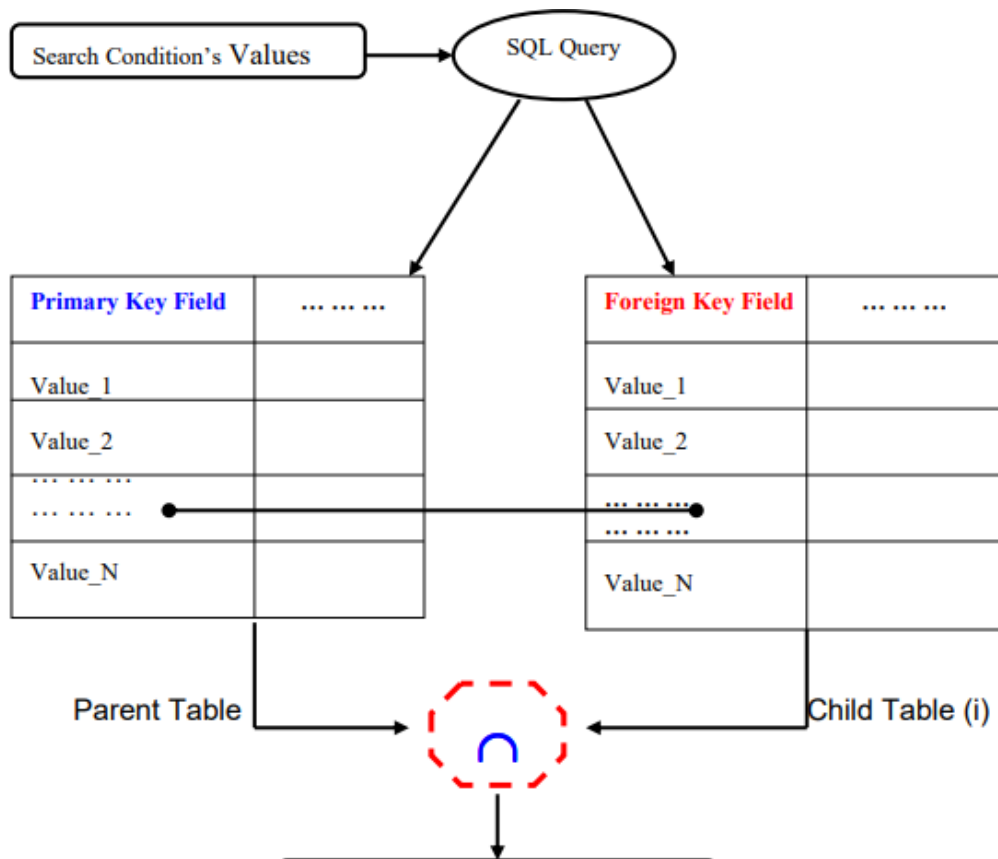 Search Condition's Values
SQL Query
Primary Key Field
... ... ...
Value_1
Value_2
... ... ...
... ... ...
Value_N
Foreign Key Field
... ... ...
Value_1
Value_2
... ... ...
... ... ...
Value_N
Parent Table
Child Table (i)
∩